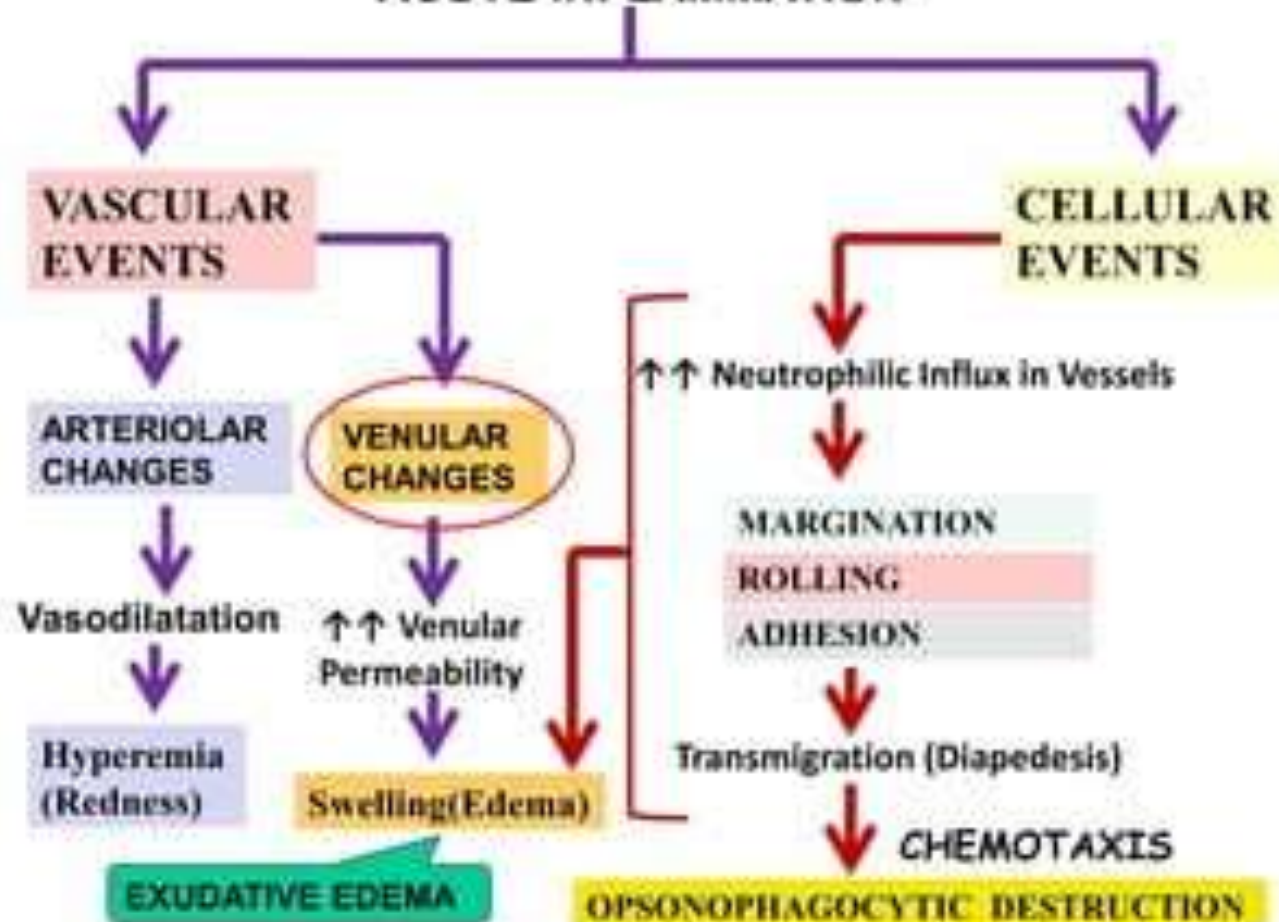 VASCULAR
EVENTS
CELLULAR
EVENTS
↑↑ Neutrophilic Influx in Vessels
ARTERIOLAR
CHANGES
VENULAR
CHANGES
MARGINATION
ROLLING
ADHESION
Vasodilatation
↑↑ Venular
Permeability
Hyperemia
(Redness)
Swelling(Edema)
Transmigration (Diapedesis)
CHEMOTAXIS
EXUDATIVE EDEMA
OPSONOPHAGOCYTIC DESTRUCTION